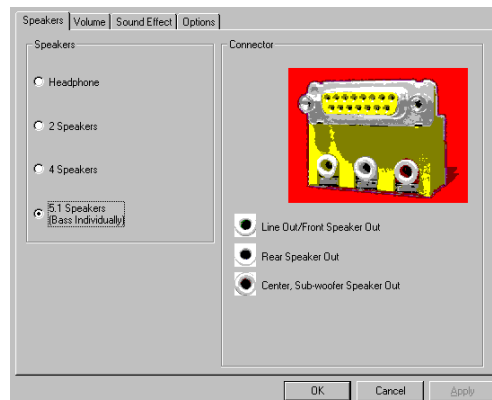 Speakers Volume Sound Effect Options
Speakers
Headphone
2 Speakers
4 Speakers
5.1 Speakers
(Bass Individually)
Connector
Line Out/Front Speaker Out
Rear Speaker Out
Center, Sub-woofer Speaker Out
OK Cancel Apply